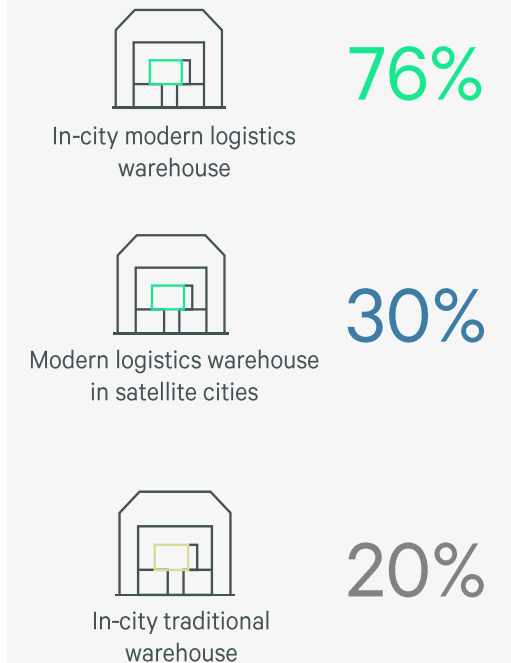 76%
In-city modern logistics
warehouse
30%
Modern logistics warehouse
in satellite cities
20%
In-city traditional
warehouse